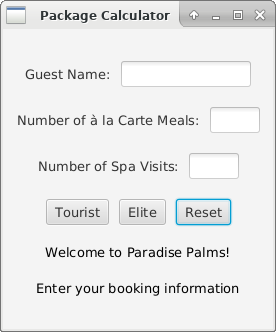 Package Calculator
Guest Name:
Number of à la Carte Meals:
Number of Spa Visits:
Tourist Elite Reset
Welcome to Paradise Palms!
Enter your booking information